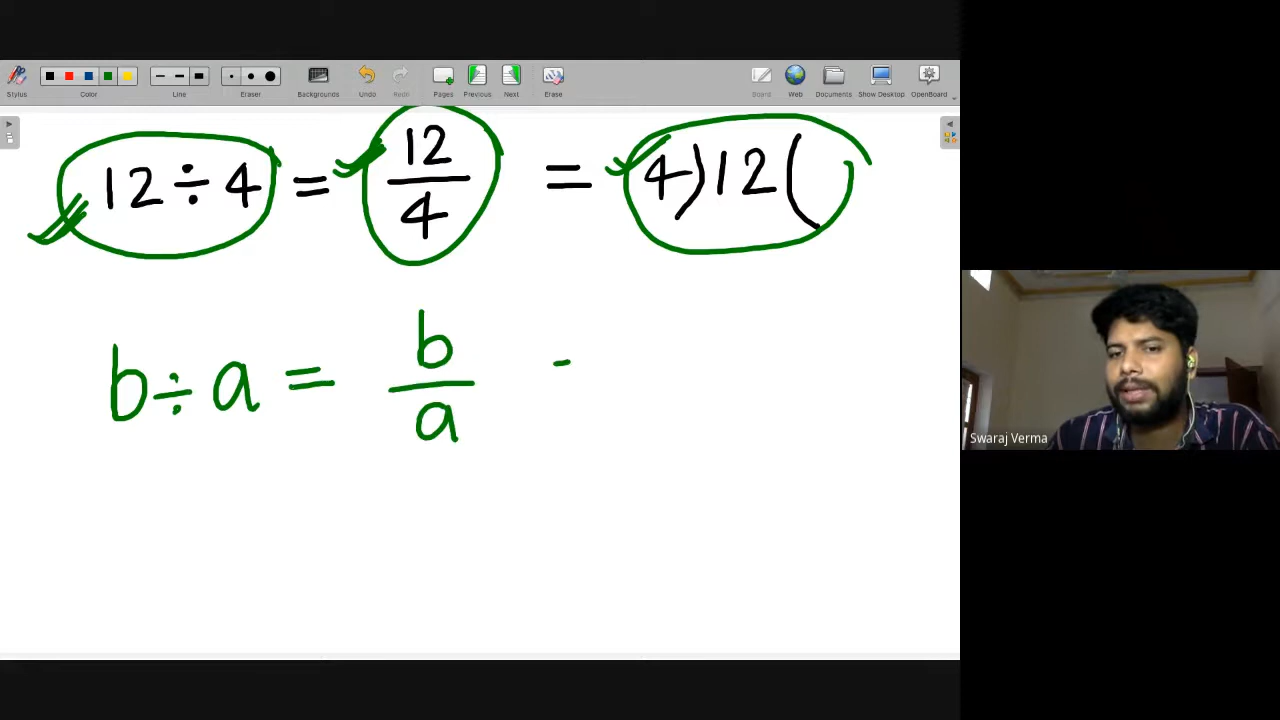 Stylus Color Line Eraser Backgrounds Undo Redo Pages Previous Next Erase Board Web Documents Show Desktop OpenBoard
12 ÷ 4 = 12/4 = 4)12(
b ÷ a = b/a -
Swaraj Verma